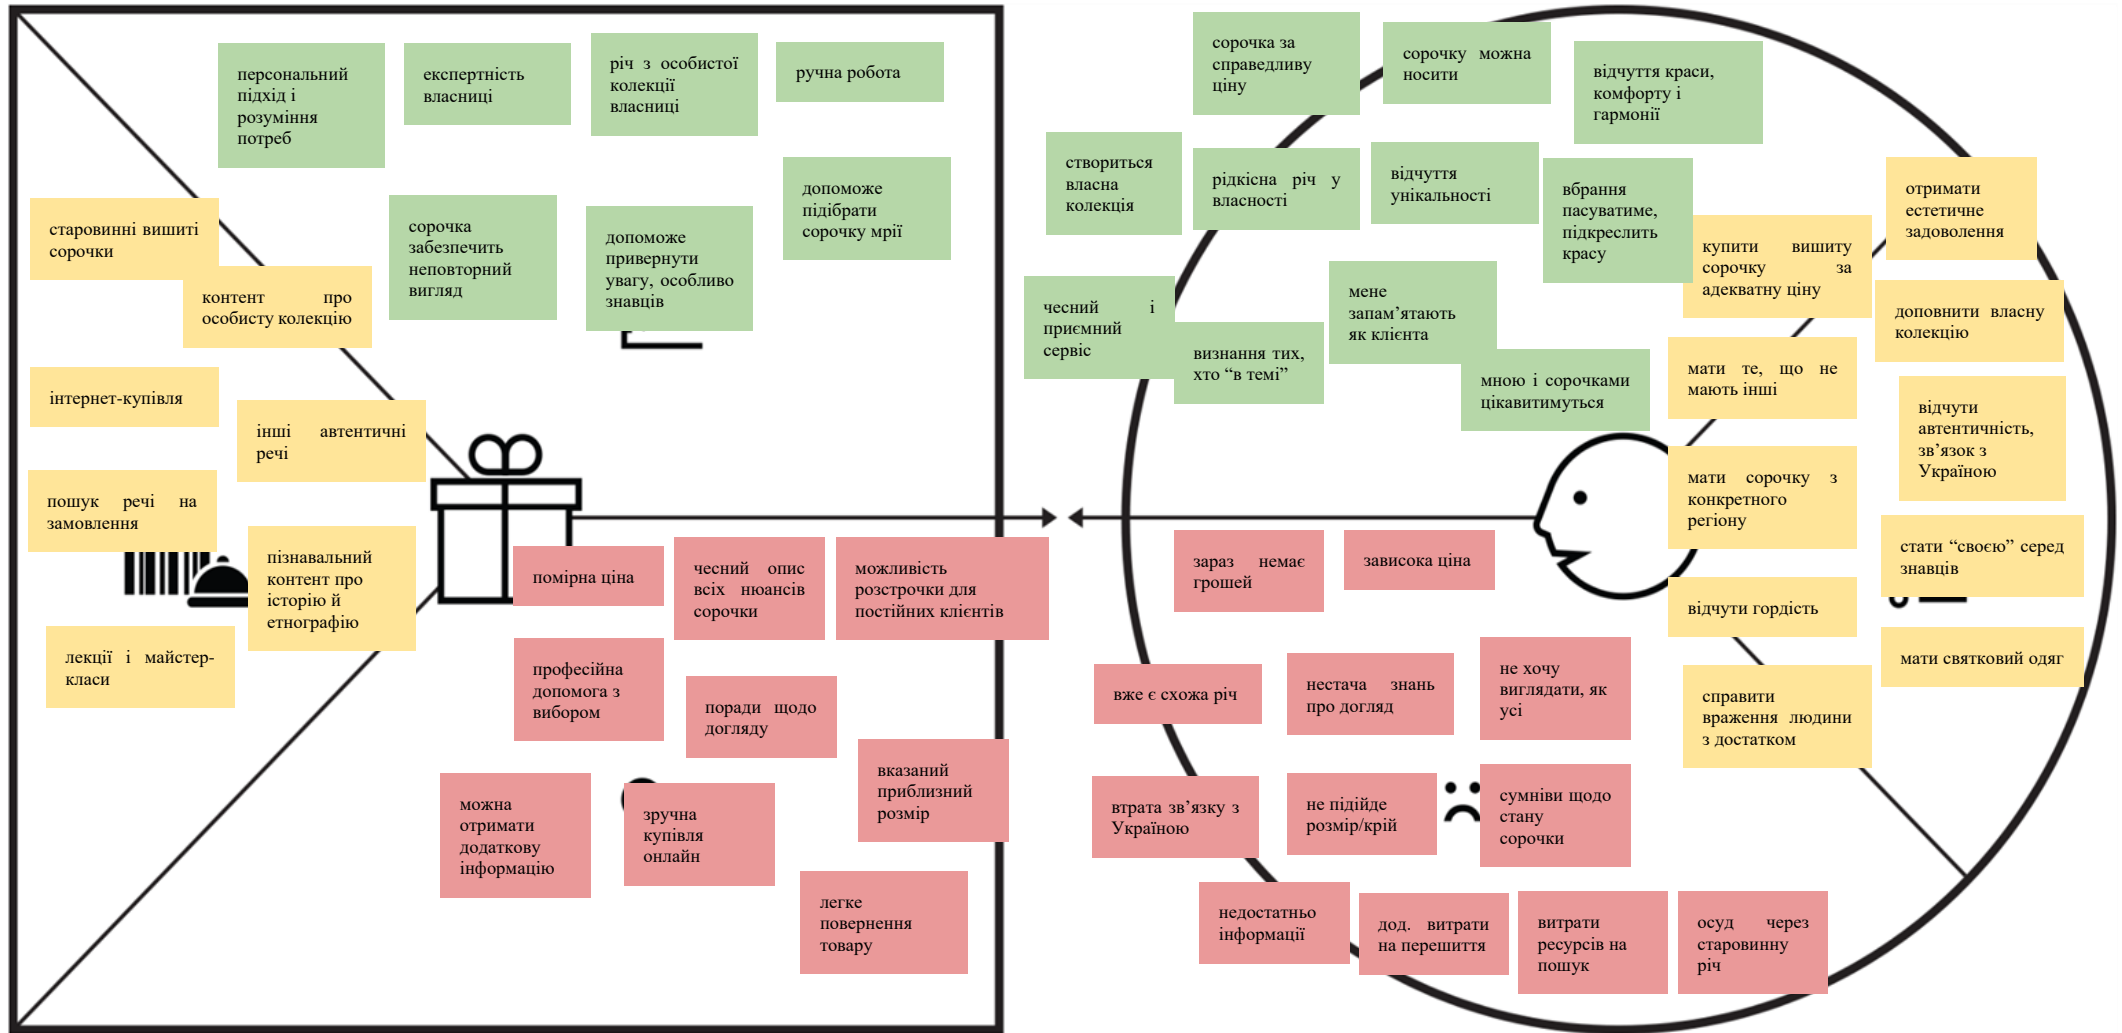 персональний
підхід і
розуміння
потреб
експертність
власниці
річ з особистої
колекції
власниці
ручна робота
старовинні вишиті
сорочки
контент про
особисту колекцію
сорочка
забезпечить
неповторний
вигляд
допоможе
привернути
увагу, особливо
знавців
допоможе
підібрати
сорочку мрії
інтернет-купівля
інші автентичні
речі
пошук речі на
замовлення
пізнавальний
контент про
історію й
етнографію
лекції і майстер-
класи
помірна ціна
чесний опис
всіх нюансів
сорочки
можливість
розстрочки для
постійних клієнтів
професійна
допомога з
вибором
поради щодо
догляду
вказаний
приблизний
розмір
можна
отримати
додаткову
інформацію
зручна
купівля
онлайн
легке
повернення
товару
сорочка за
справедливу
ціну
сорочку можна
носити
відчуття краси,
комфорту і
гармонії
створиться
власна
колекція
рідкісна річ у
власності
відчуття
унікальності
вбрання
пасуватиме,
підкреслить
красу
чесний і
приємний
сервіс
визнання тих,
хто “в темі”
мене
запам’ятають
як клієнта
мною і сорочками
цікавитимуться
купити вишиту
сорочку за
адекватну ціну
отримати
естетичне
задоволення
доповнити власну
колекцію
мати те, що не
мають інші
відчути
автентичність,
зв’язок з
Україною
мати сорочку з
конкретного
регіону
стати “своєю” серед
знавців
відчути гордість
мати святковий одяг
справити
враження людини
з достатком
зараз немає
грошей
зависока ціна
вже є схожа річ
нестача знань
про догляд
не хочу
виглядати, як
усі
втрата зв’язку з
Україною
не підійде
розмір/крій
сумніви щодо
стану
сорочки
недостатньо
інформації
дод. витрати
на перешиття
витрати
ресурсів на
пошук
осуд через
старовинну
річ